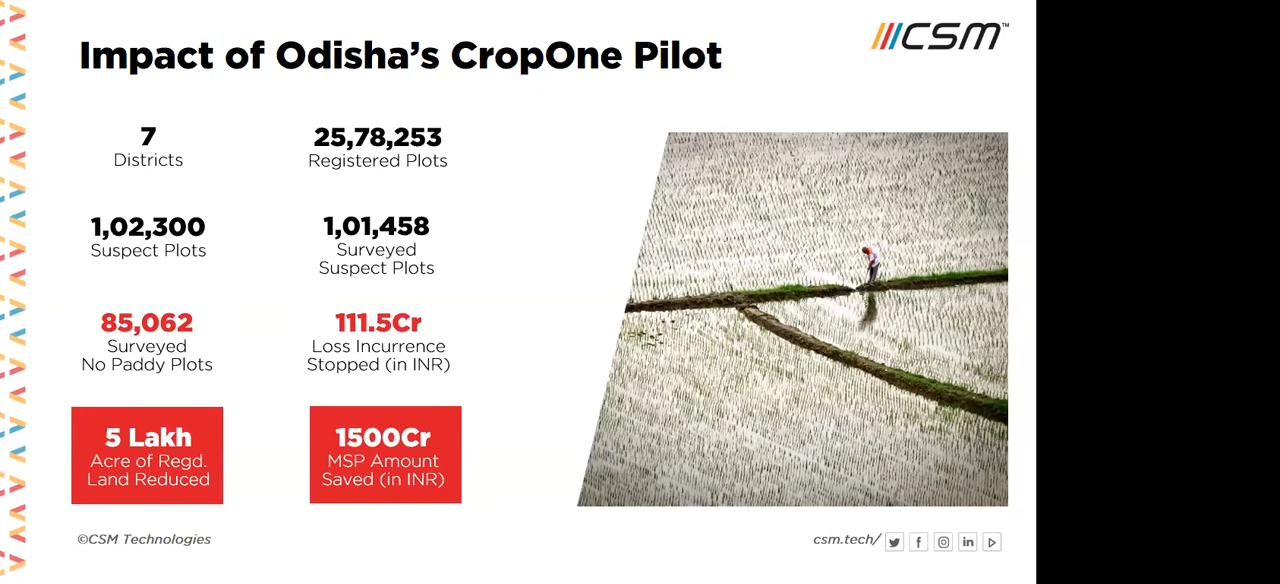 Impact of Odisha's CropOne Pilot
CSM™
7
Districts
25,78,253
Registered Plots
1,02,300
Suspect Plots
1,01,458
Surveyed
Suspect Plots
85,062
Surveyed
No Paddy Plots
111.5Cr
Loss Incurrence
Stopped (in INR)
5 Lakh
Acre of Regd.
Land Reduced
1500Cr
MSP Amount
Saved (in INR)
©CSM Technologies
csm.tech/